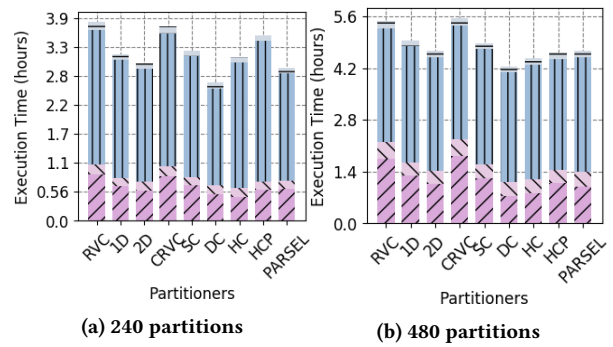 Execution Time (hours)
3.9
3.3
2.8
2.2
1.7
1.1
0.56
0.0
RVC
1D
2D
CRVC
SC
DC
HC
HCP
PARSEL
Partitioners
(a) 240 partitions
Execution Time (hours)
5.6
4.2
2.8
1.4
0.0
RVC
1D
2D
CRVC
SC
DC
HC
HCP
PARSEL
Partitioners
(b) 480 partitions